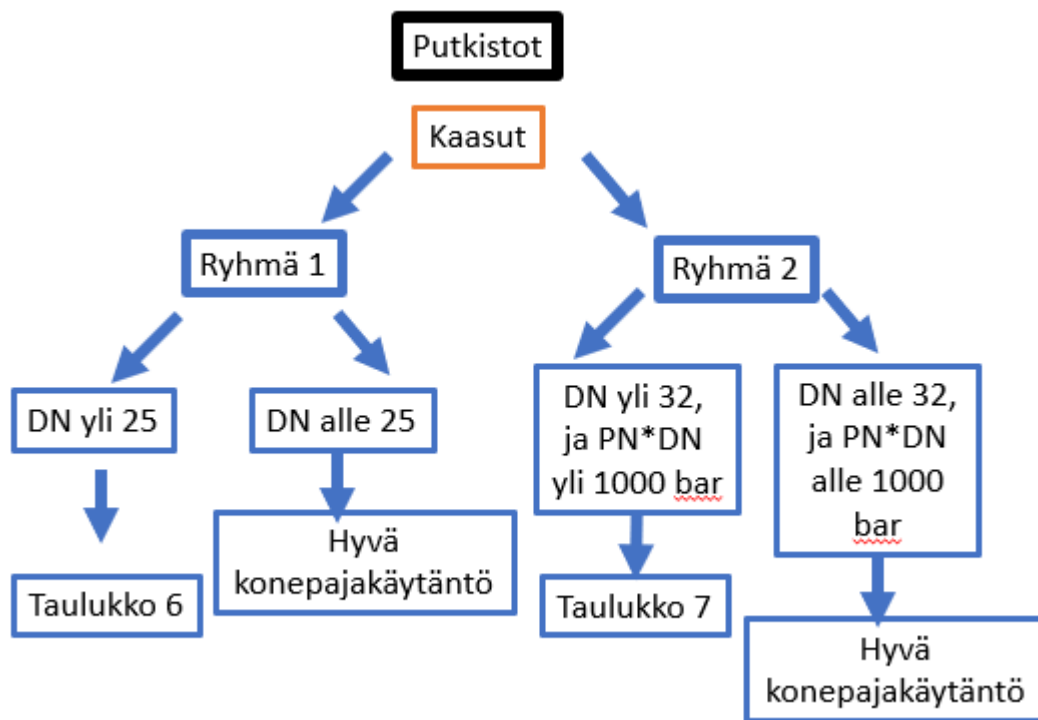 Putkistot
Kaasut
Ryhmä 1
Ryhmä 2
DN yli 25
DN alle 25
DN yli 32,
ja PN*DN
yli 1000 bar
DN alle 32,
ja PN*DN
alle 1000
bar
Taulukko 6
Hyvä
konepajakäytäntö
Taulukko 7
Hyvä
konepajakäytäntö